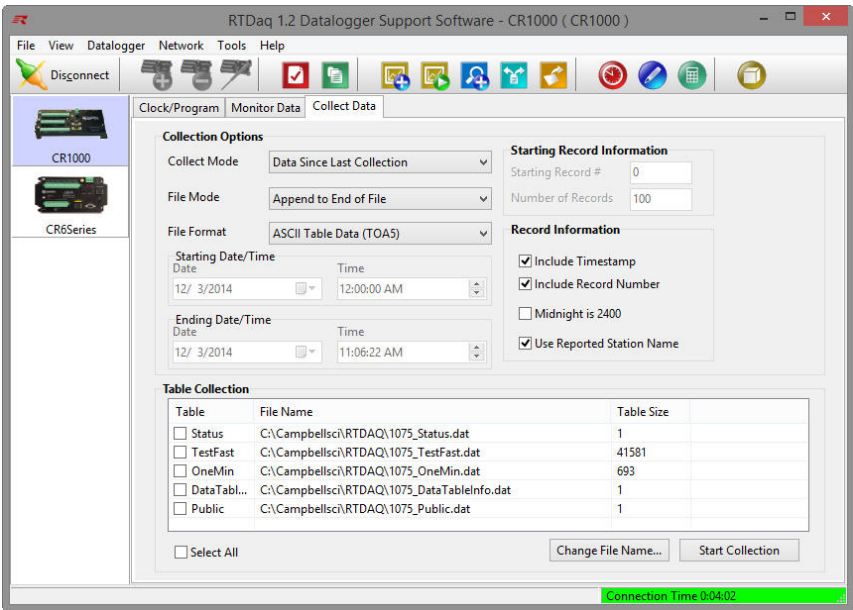 RTDaq 1.2 Datalogger Support Software - CR1000 ( CR1000 )
File View Datalogger Network Tools Help
Disconnect
CR1000
CR6Series
Clock/Program Monitor Data Collect Data
Collection Options
Collect Mode Data Since Last Collection
File Mode Append to End of File
File Format ASCII Table Data (TOA5)
Starting Date/Time
Date Time
12/ 3/2014 12:00:00 AM
Ending Date/Time
Date Time
12/ 3/2014 11:06:22 AM
Starting Record Information
Starting Record # 0
Number of Records 100
Record Information
Include Timestamp
Include Record Number
Midnight is 2400
Use Reported Station Name
Table Collection
Table File Name Table Size
Status C:\Campbellsci\RTDAQ\1075_Status.dat 1
TestFast C:\Campbellsci\RTDAQ\1075_TestFast.dat 41581
OneMin C:\Campbellsci\RTDAQ\1075_OneMin.dat 693
DataTabl... C:\Campbellsci\RTDAQ\1075_DataTableInfo.dat 1
Public C:\Campbellsci\RTDAQ\1075_Public.dat 1
Select All Change File Name... Start Collection
Connection Time 0:04:02